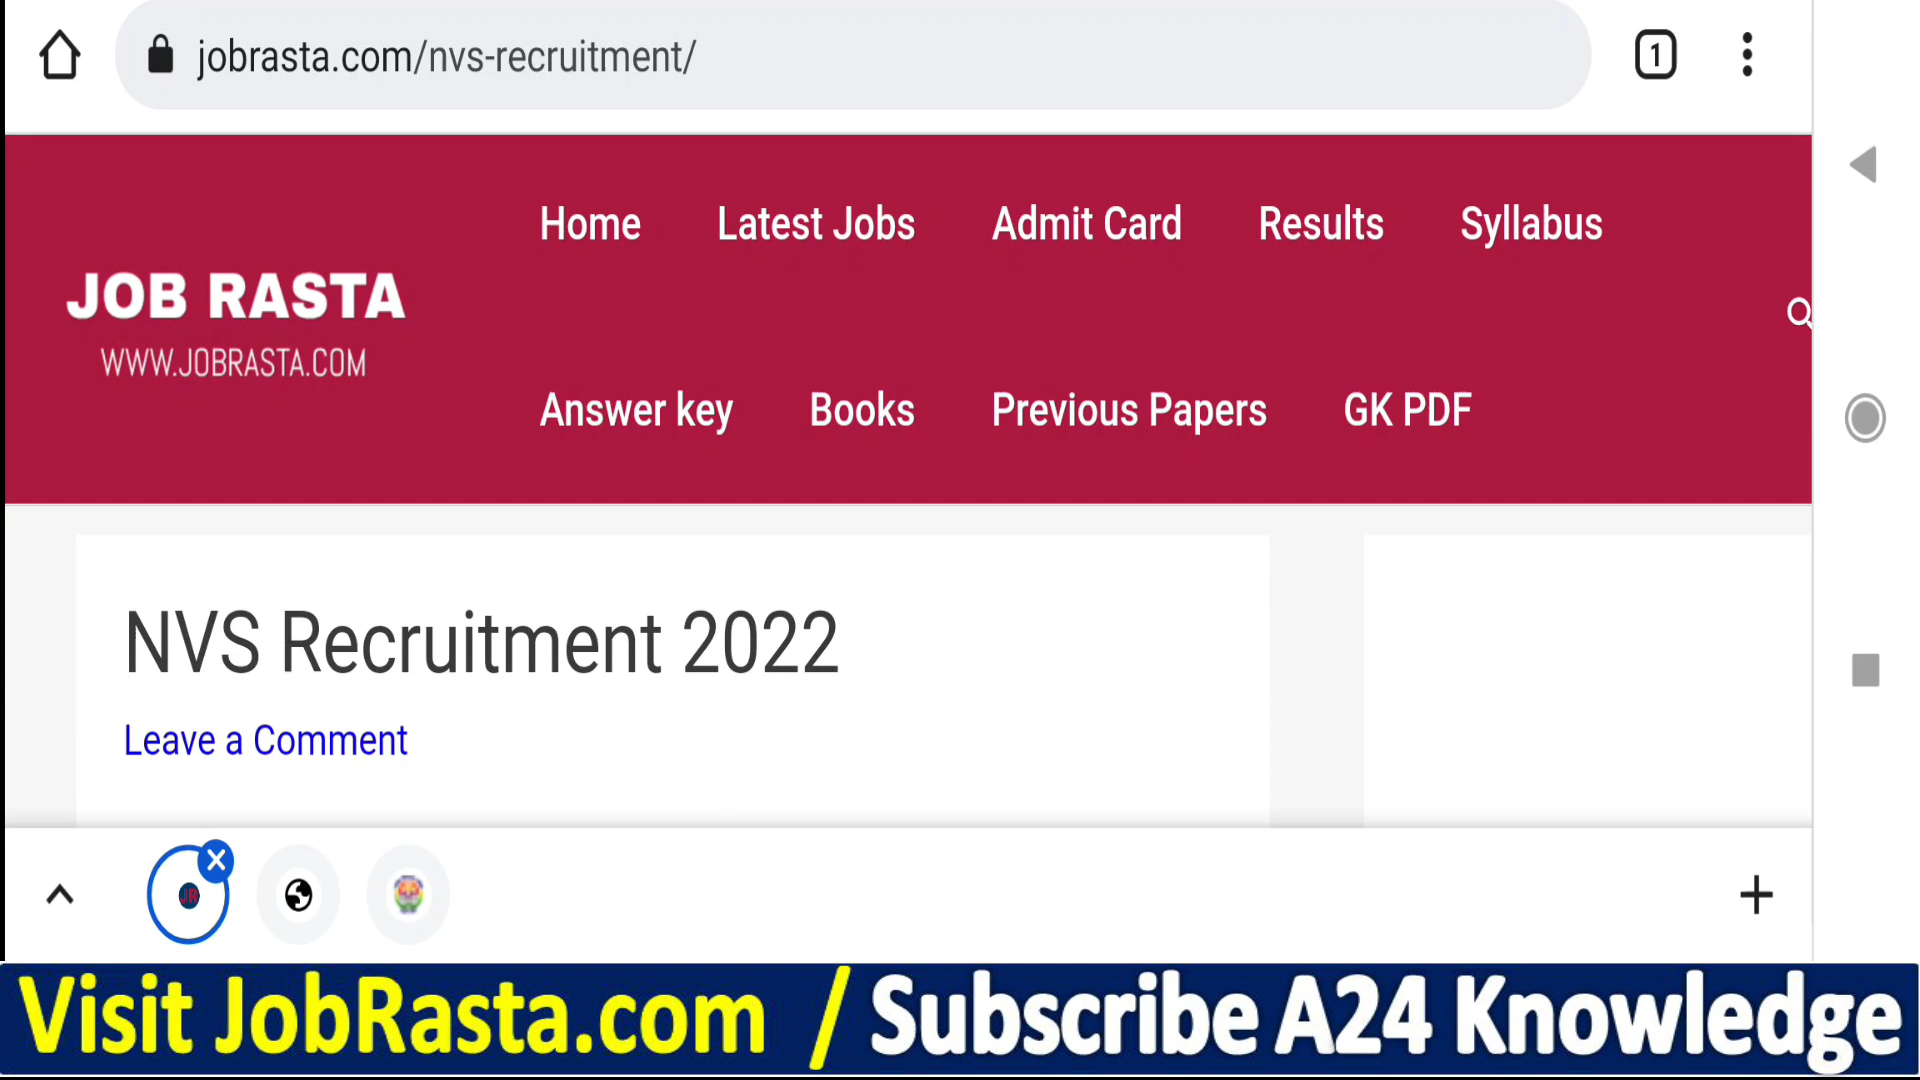 jobrasta.com/nvs-recruitment/
1
Home Latest Jobs Admit Card Results Syllabus
JOB RASTA
WWW.JOBRASTA.COM
Answer key Books Previous Papers GK PDF
NVS Recruitment 2022
Leave a Comment
JR
Visit JobRasta.com / Subscribe A24 Knowledge